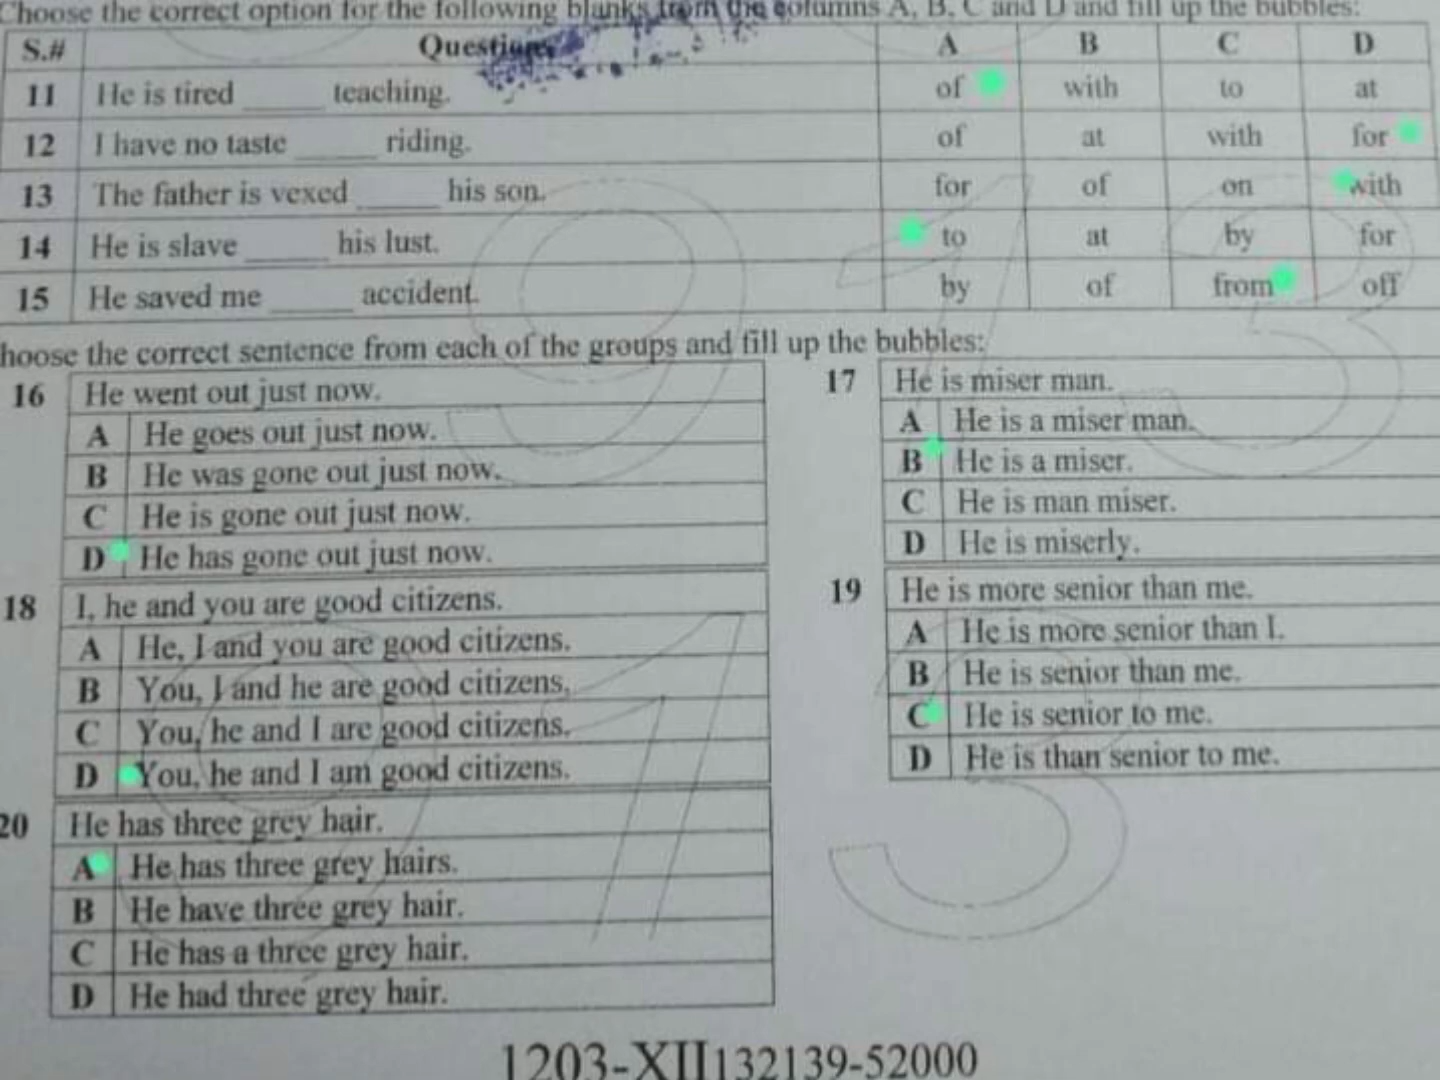 Choose the correct option for the following blanks from the columns A, B, C and D and fill up the bubbles:
S.# Questions A B C D
11 He is tired _____ teaching. of with to at
12 I have no taste _____ riding. of at with for
13 The father is vexed _____ his son. for of on with
14 He is slave _____ his lust. to at by for
15 He saved me _____ accident. by of from off
hoose the correct sentence from each of the groups and fill up the bubbles:
16 He went out just now.
A He goes out just now.
B He was gone out just now.
C He is gone out just now.
D He has gone out just now.
17 He is miser man.
A He is a miser man.
B He is a miser.
C He is man miser.
D He is miserly.
18 I, he and you are good citizens.
A He, I and you are good citizens.
B You, I and he are good citizens.
C You, he and I are good citizens.
D You, he and I am good citizens.
19 He is more senior than me.
A He is more senior than I.
B He is senior than me.
C He is senior to me.
D He is than senior to me.
20 He has three grey hair.
A He has three grey hairs.
B He have three grey hair.
C He has a three grey hair.
D He had three grey hair.
1203-XII132139-52000